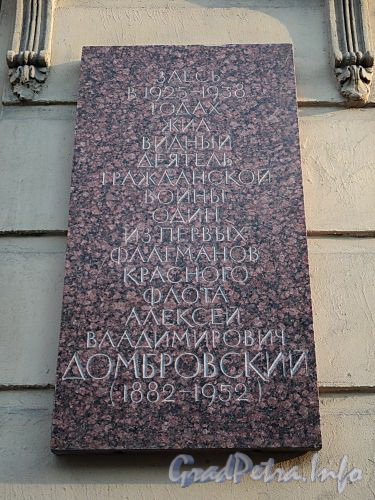 ЗДЕСЬ
В 1925-1938
ГОДАХ
ЖИЛ
ВИДНЫЙ
ДЕЯТЕЛЬ
ГРАЖДАНСКОЙ
ВОЙНЫ
ОДИН
ИЗ ПЕРВЫХ
ФЛАГМАНОВ
КРАСНОГО
ФЛОТА
АЛЕКСЕЙ
ВЛАДИМИРОВИЧ
ДОМБРОВСКИЙ
(1882-1952)
GradPetra.Info